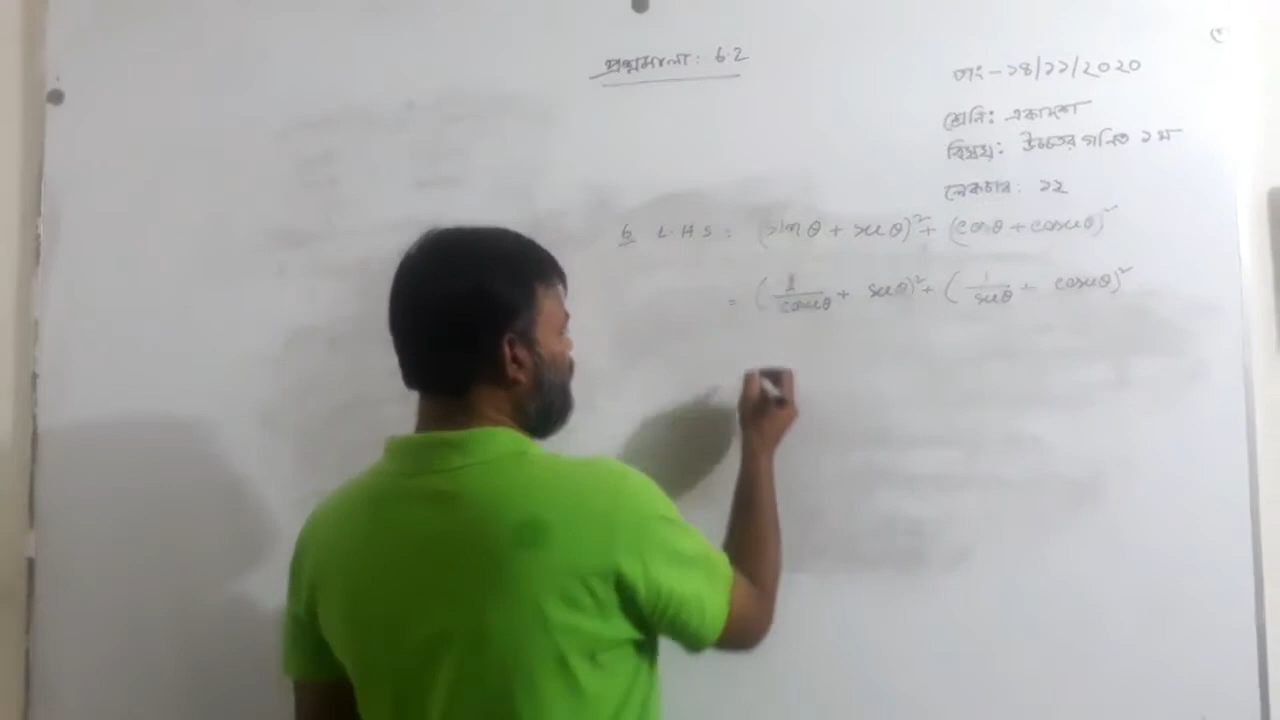 প্রশ্নমালা: 6.2
তাং-১৪/১১/২০২০
শ্রেনি: একাদশ
বিষয়: উচ্চতর গনিত ১ম
লেকচার: ১২
6 L.H.S = (sinθ + secθ)² + (cosθ + cosecθ)²
= (1/cosecθ + secθ)² + (1/secθ + cosecθ)²